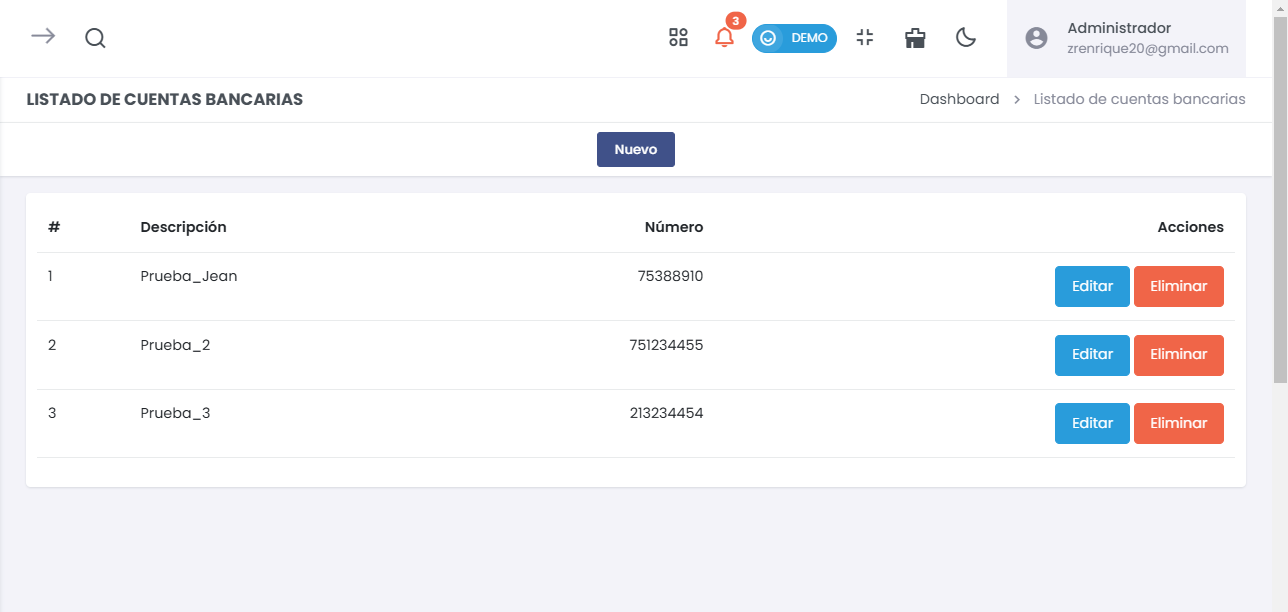 3
DEMO
Administrador
zrenrique20@gmail.com
LISTADO DE CUENTAS BANCARIAS
Dashboard > Listado de cuentas bancarias
Nuevo
# Descripción Número Acciones
1 Prueba_Jean 75388910 Editar Eliminar
2 Prueba_2 751234455 Editar Eliminar
3 Prueba_3 213234454 Editar Eliminar